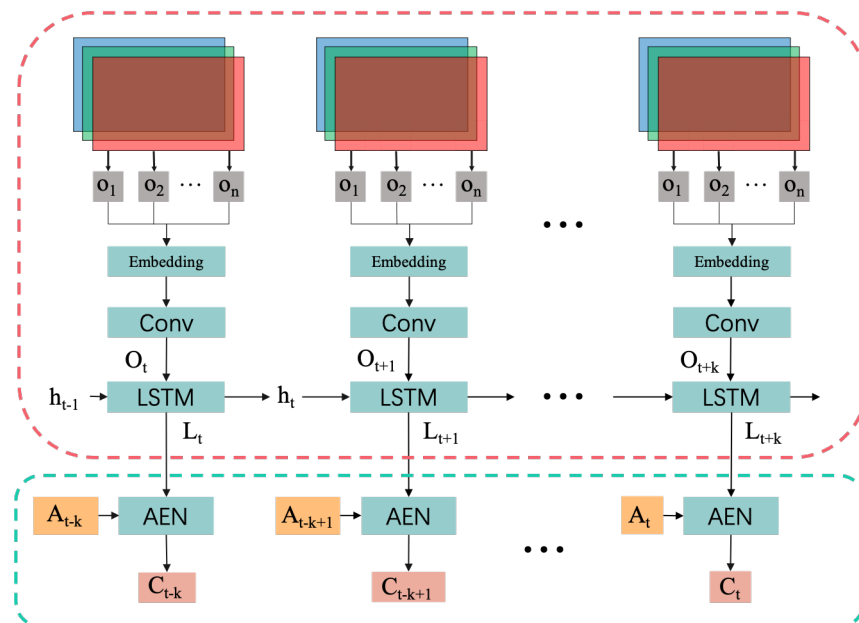 o₁ o₂ ··· oₙ o₁ o₂ ··· oₙ o₁ o₂ ··· oₙ
•••
Embedding Embedding Embedding
Conv Conv Conv
Oₜ Oₜ₊₁ Oₜ₊ₖ
hₜ₋₁ LSTM hₜ LSTM ••• LSTM
Lₜ Lₜ₊₁ Lₜ₊ₖ
Aₜ₋ₖ AEN Aₜ₋ₖ₊₁ AEN Aₜ AEN
•••
Cₜ₋ₖ Cₜ₋ₖ₊₁ Cₜ